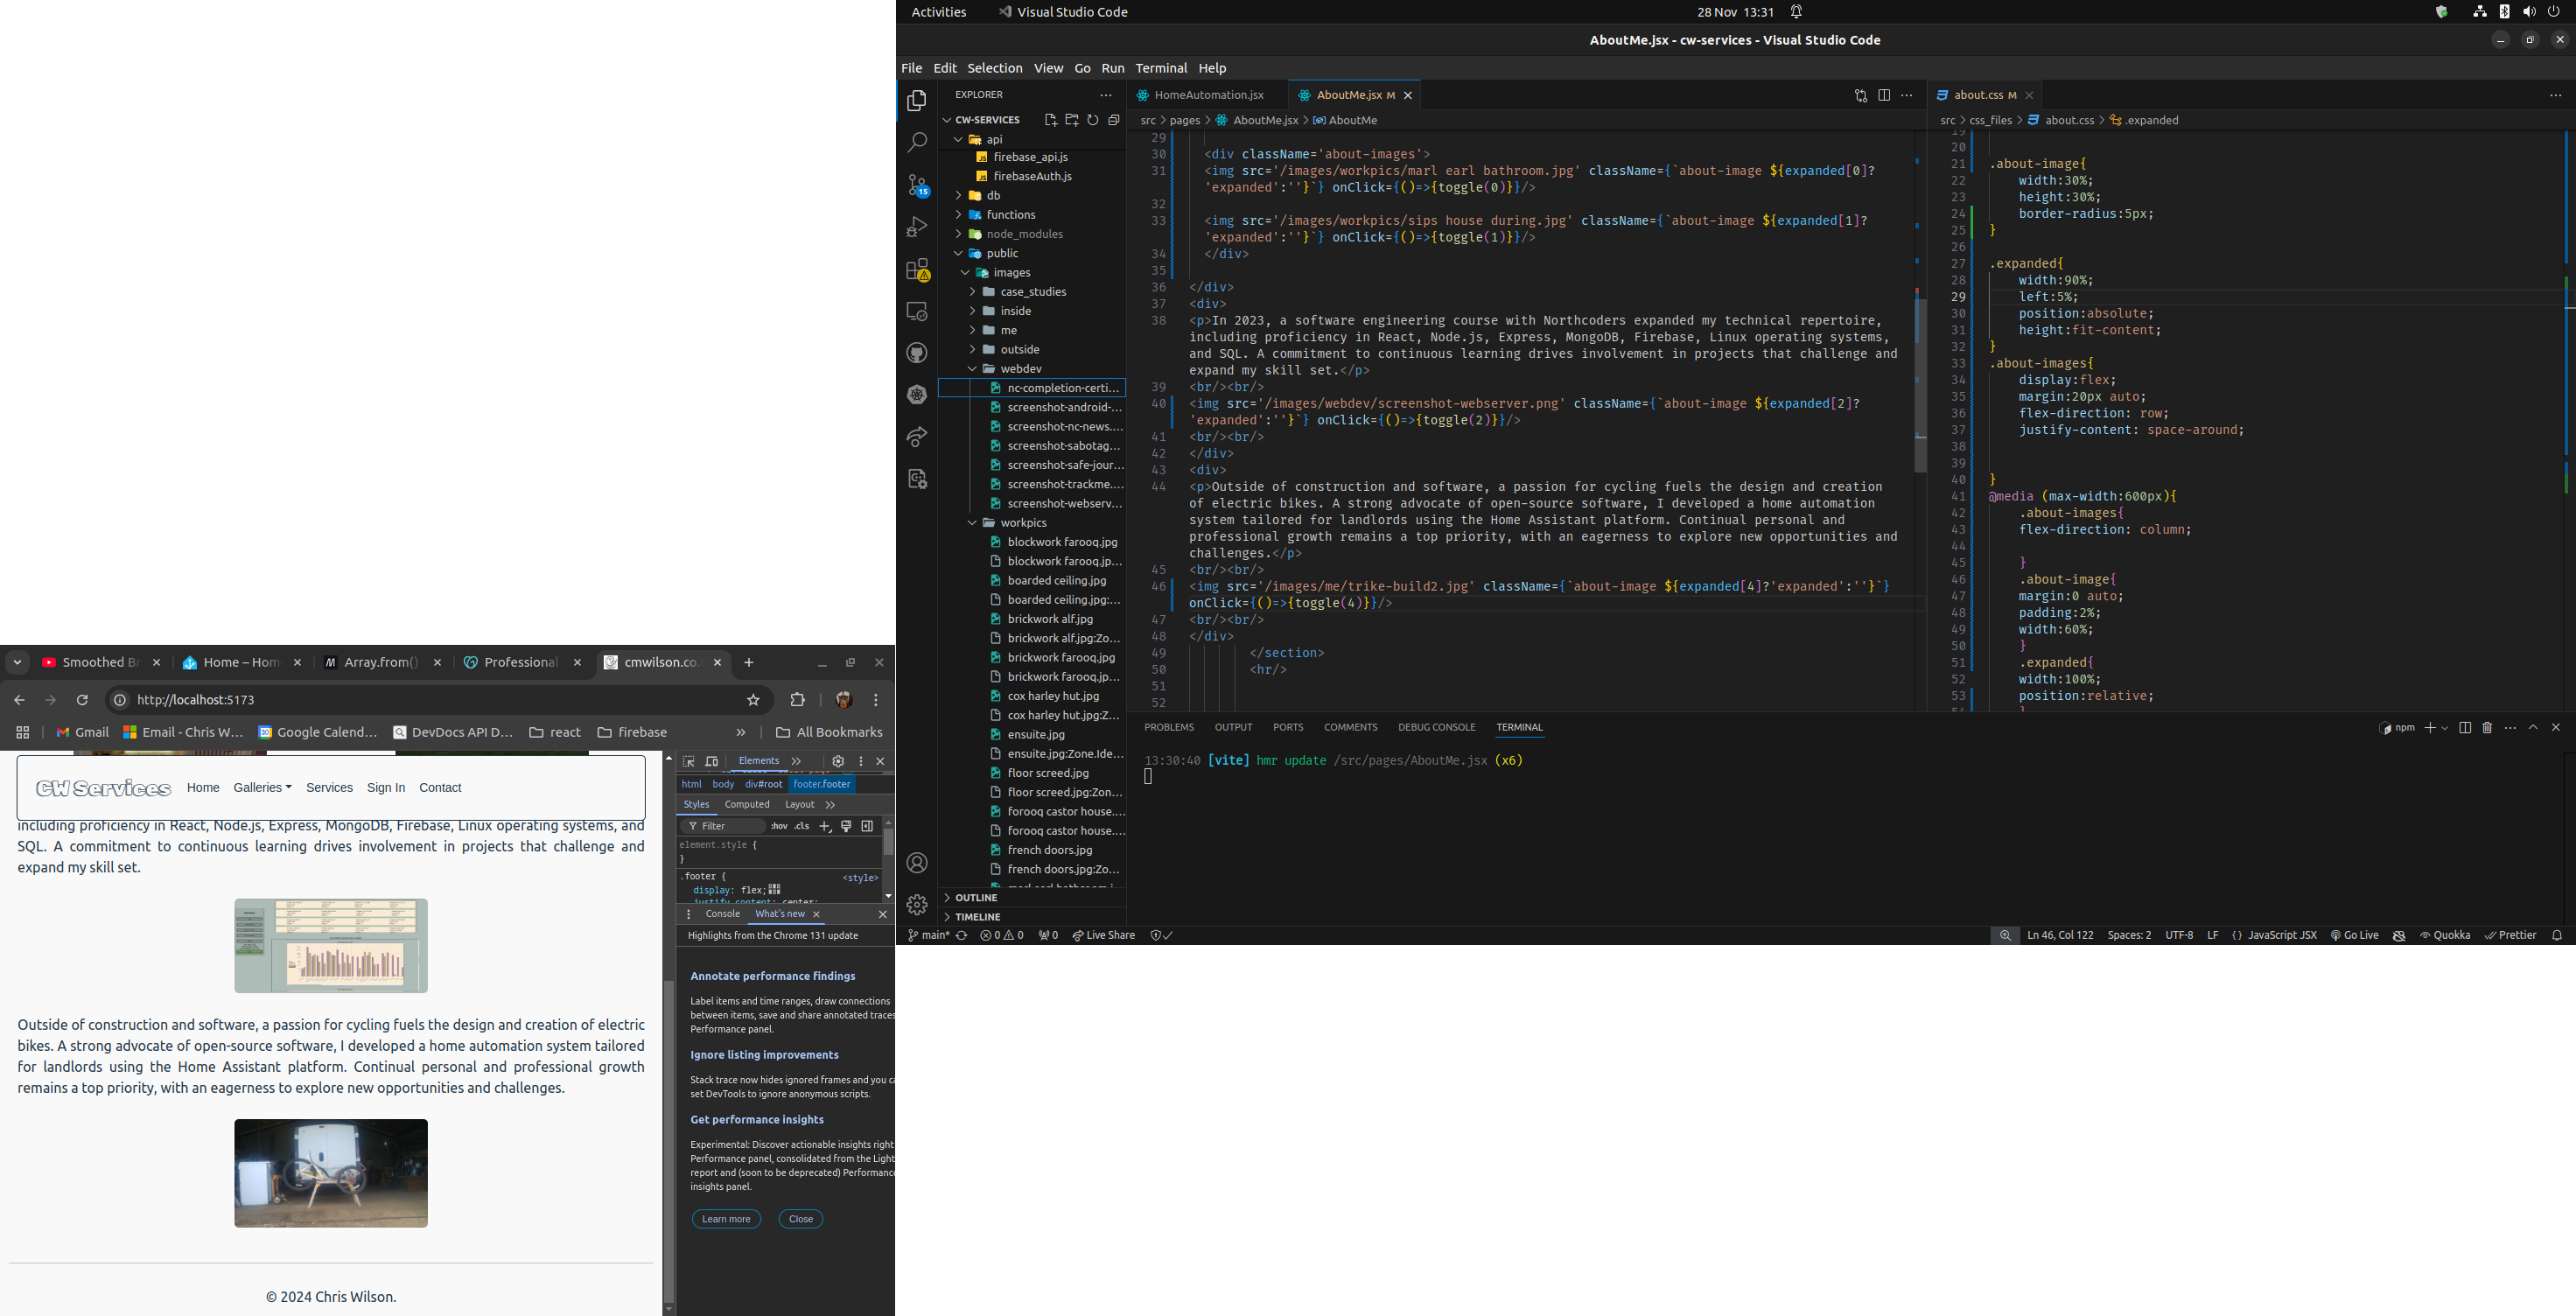 Activities Visual Studio Code 28 Nov 13:31
AboutMe.jsx - cw-services - Visual Studio Code
File Edit Selection View Go Run Terminal Help
EXPLORER
CW-SERVICES
api
firebase_api.js
firebaseAuth.js
db
functions
node_modules
public
images
case_studies
inside
me
outside
webdev
nc-completion-certi...
screenshot-android-...
screenshot-nc-news....
screenshot-sabotag...
screenshot-safe-jour...
screenshot-trackme....
screenshot-webserv...
workpics
blockwork farooq.jpg
blockwork farooq.jp...
boarded ceiling.jpg
boarded ceiling.jpg:...
brickwork alf.jpg
brickwork alf.jpg:Zo...
brickwork farooq.jpg
brickwork farooq.jp...
cox harley hut.jpg
cox harley hut.jpg:Z...
ensuite.jpg
ensuite.jpg:Zone.Ide...
floor screed.jpg
floor screed.jpg:Zon...
forooq castor house....
forooq castor house....
french doors.jpg
french doors.jpg:Zo...
OUTLINE
TIMELINE
15
HomeAutomation.jsx AboutMe.jsx M
src > pages > AboutMe.jsx > AboutMe
29
30 <div className='about-images'>
31 <img src='/images/workpics/marl earl bathroom.jpg' className={`about-image ${expanded[0]?
'expanded':''}`} onClick={()=>{toggle(0)}}/>
32
33 <img src='/images/workpics/sips house during.jpg' className={`about-image ${expanded[1]?
'expanded':''}`} onClick={()=>{toggle(1)}}/>
34 </div>
35
36 </div>
37 <div>
38 <p>In 2023, a software engineering course with Northcoders expanded my technical repertoire,
including proficiency in React, Node.js, Express, MongoDB, Firebase, Linux operating systems,
and SQL. A commitment to continuous learning drives involvement in projects that challenge and
expand my skill set.</p>
39 <br/><br/>
40 <img src='/images/webdev/screenshot-webserver.png' className={`about-image ${expanded[2]?
'expanded':''}`} onClick={()=>{toggle(2)}}/>
41 <br/><br/>
42 </div>
43 <div>
44 <p>Outside of construction and software, a passion for cycling fuels the design and creation
of electric bikes. A strong advocate of open-source software, I developed a home automation
system tailored for landlords using the Home Assistant platform. Continual personal and
professional growth remains a top priority, with an eagerness to explore new opportunities and
challenges.</p>
45 <br/><br/>
46 <img src='/images/me/trike-build2.jpg' className={`about-image ${expanded[4]?'expanded':''}`}
onClick={()=>{toggle(4)}}/>
47 <br/><br/>
48 </div>
49 </section>
50 <hr/>
51
52
about.css M
src > css_files > about.css > .expanded
19
20
21 .about-image{
22 width:30%;
23 height:30%;
24 border-radius:5px;
25 }
26
27 .expanded{
28 width:90%;
29 left:5%;
30 position:absolute;
31 height:fit-content;
32 }
33 .about-images{
34 display:flex;
35 margin:20px auto;
36 flex-direction: row;
37 justify-content: space-around;
38
39
40 }
41 @media (max-width:600px){
42 .about-images{
43 flex-direction: column;
44
45 }
46 .about-image{
47 margin:0 auto;
48 padding:2%;
49 width:60%;
50 }
51 .expanded{
52 width:100%;
53 position:relative;
PROBLEMS OUTPUT PORTS COMMENTS DEBUG CONSOLE TERMINAL npm
13:30:40 [vite] hmr update /src/pages/AboutMe.jsx (x6)
main* 0 0 0 Live Share Ln 46, Col 122 Spaces: 2 UTF-8 LF {} JavaScript JSX Go Live Quokka Prettier
Smoothed Br Home – Hom Array.from() Professional cmwilson.co.
http://localhost:5173
Gmail Email - Chris W... Google Calend... DevDocs API D... react firebase » All Bookmarks
CW Services Home Galleries Services Sign In Contact
including proficiency in React, Node.js, Express, MongoDB, Firebase, Linux operating systems, and
SQL. A commitment to continuous learning drives involvement in projects that challenge and
expand my skill set.
Outside of construction and software, a passion for cycling fuels the design and creation of electric
bikes. A strong advocate of open-source software, I developed a home automation system tailored
for landlords using the Home Assistant platform. Continual personal and professional growth
remains a top priority, with an eagerness to explore new opportunities and challenges.
© 2024 Chris Wilson.
Elements »
html body div#root footer.footer
Styles Computed Layout »
Filter :hov .cls
element.style {
}
.footer { <style>
display: flex;
justify-content: center;
Console What's new
Highlights from the Chrome 131 update
Annotate performance findings
Label items and time ranges, draw connections
between items, save and share annotated traces
Performance panel.
Ignore listing improvements
Stack trace now hides ignored frames and you ca
set DevTools to ignore anonymous scripts.
Get performance insights
Experimental: Discover actionable insights right
Performance panel, consolidated from the Light
report and (soon to be deprecated) Performance
insights panel.
Learn more Close